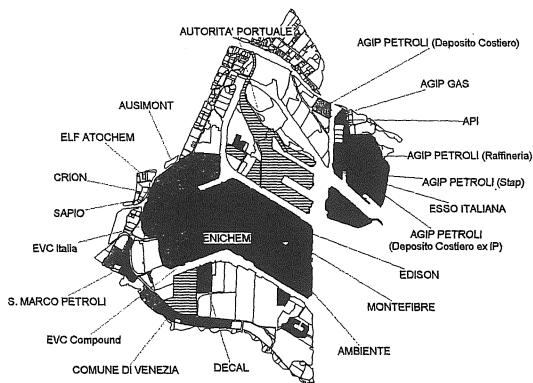 AUTORITA' PORTUALE
AGIP PETROLI (Deposito Costiero)
AGIP GAS
AUSIMONT
API
ELF ATOCHEM
AGIP PETROLI (Raffineria)
CRION
AGIP PETROLI (Stap)
SAPIO
ESSO ITALIANA
AGIP PETROLI
(Deposito Costiero ex IP)
EVC Italia
ENICHEM
EDISON
S. MARCO PETROLI
MONTEFIBRE
EVC Compound
AMBIENTE
COMUNE DI VENEZIA
DECAL